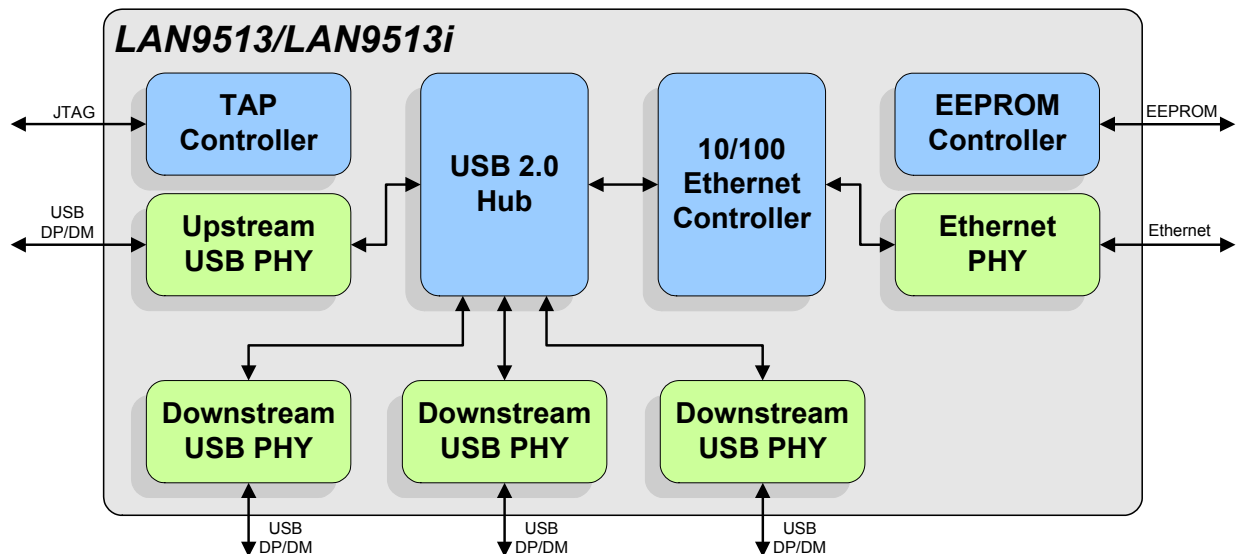 LAN9513/LAN9513i
JTAG
TAP
Controller
USB 2.0
Hub
10/100
Ethernet
Controller
EEPROM
Controller
EEPROM
USB
DP/DM
Upstream
USB PHY
Ethernet
PHY
Ethernet
Downstream
USB PHY
Downstream
USB PHY
Downstream
USB PHY
USB
DP/DM
USB
DP/DM
USB
DP/DM